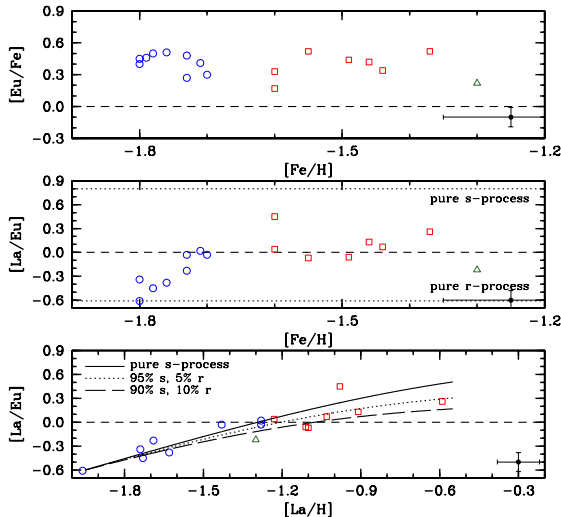 0.9
0.6
0.3
0.0
−0.3
[Eu/Fe]
−1.8
−1.5
−1.2
[Fe/H]
0.9
0.6
0.3
0.0
−0.3
−0.6
[La/Eu]
pure s−process
pure r−process
−1.8
−1.5
−1.2
[Fe/H]
0.9
0.6
0.3
0.0
−0.3
−0.6
[La/Eu]
pure s−process
95% s, 5% r
90% s, 10% r
−1.8
−1.5
−1.2
−0.9
−0.6
−0.3
[La/H]